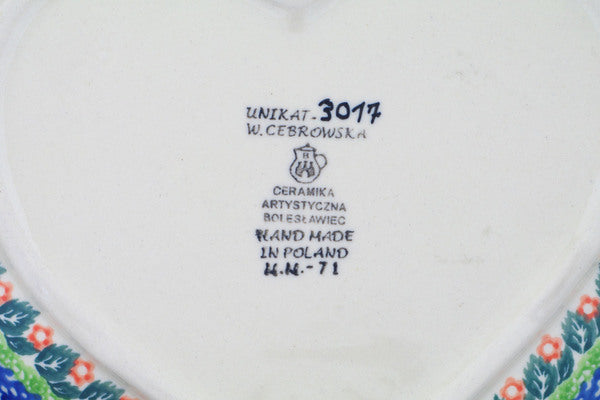 UNIKAT-3017
W. CEBROWSKA
CERAMIKA
ARTYSTYCZNA
BOLESŁAWIEC
HAND MADE
IN POLAND
-71